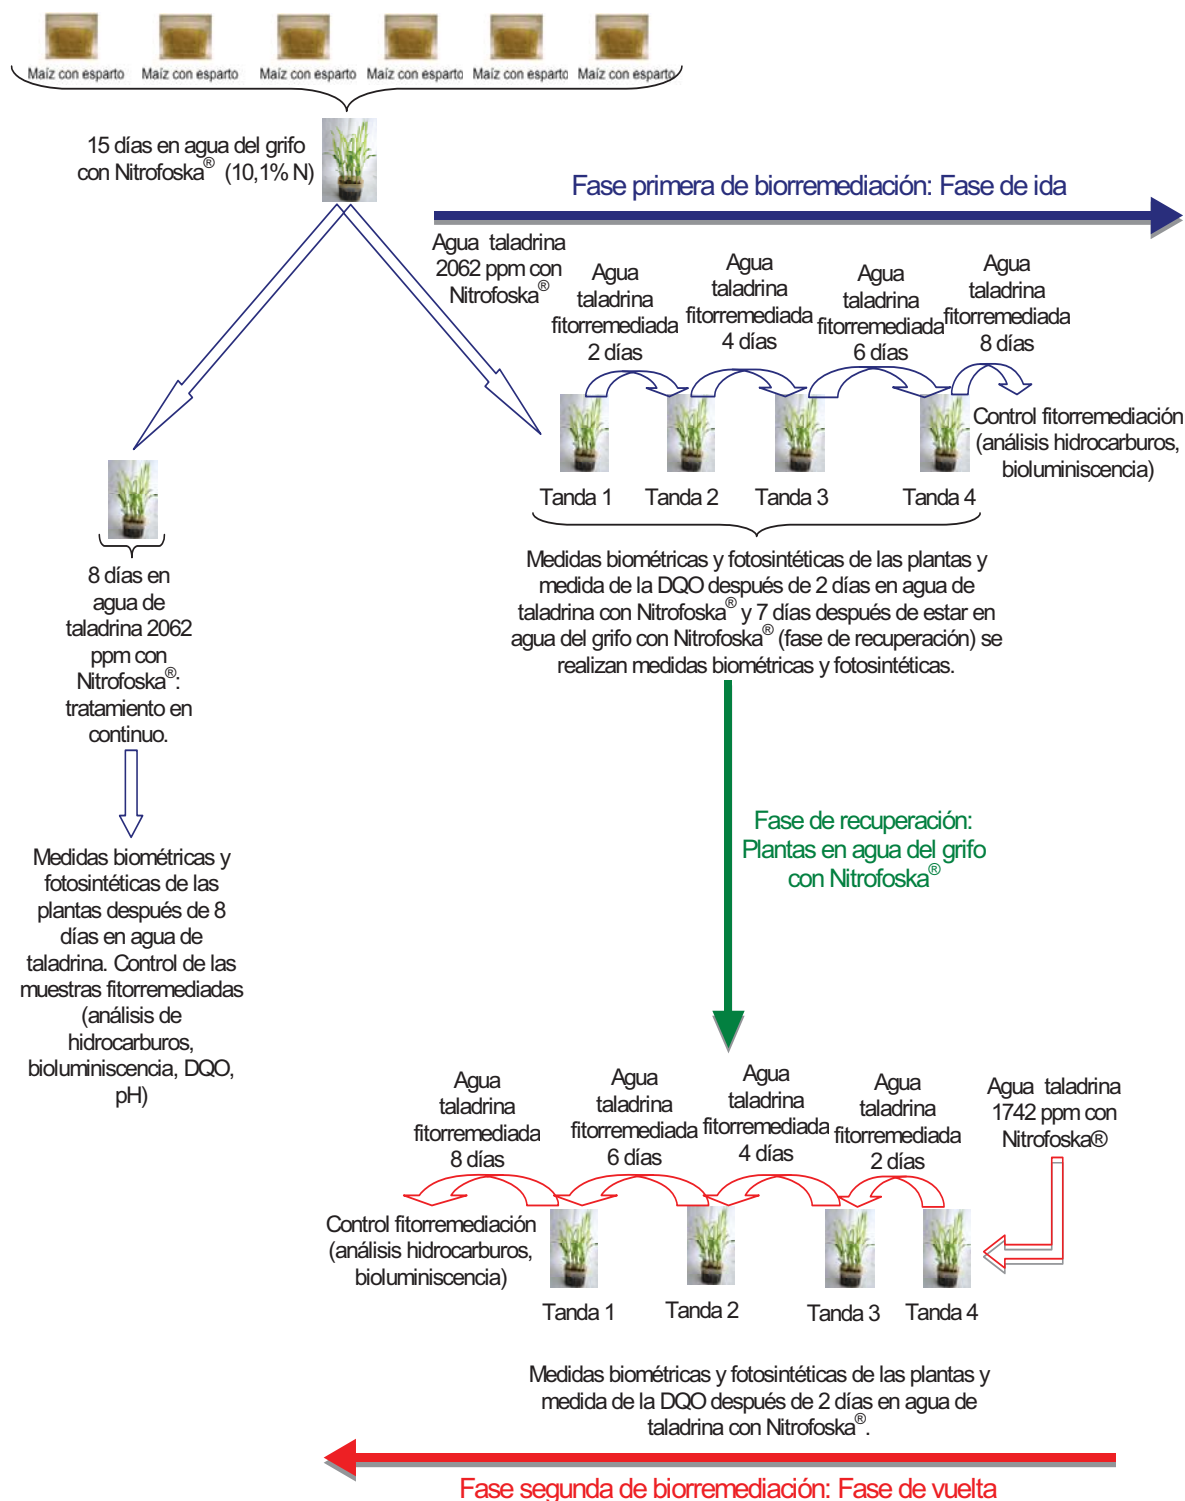 Maíz con esparto Maíz con esparto Maíz con esparto Maíz con esparto Maíz con esparto Maíz con esparto
15 días en agua del grifo
con Nitrofoska® (10,1% N)
Fase primera de biorremediación: Fase de ida
Agua taladrina
2062 ppm con
Nitrofoska®
Agua
taladrina
fitorremediada
2 días
Agua
taladrina
fitorremediada
4 días
Agua
taladrina
fitorremediada
6 días
Agua
taladrina
fitorremediada
8 días
Control fitorremediación
(análisis hidrocarburos,
bioluminiscencia)
Tanda 1 Tanda 2 Tanda 3 Tanda 4
Medidas biométricas y fotosintéticas de las plantas y
medida de la DQO después de 2 días en agua de
taladrina con Nitrofoska® y 7 días después de estar en
agua del grifo con Nitrofoska® (fase de recuperación) se
realizan medidas biométricas y fotosintéticas.
8 días en
agua de
taladrina 2062
ppm con
Nitrofoska®:
tratamiento en
continuo.
Medidas biométricas y
fotosintéticas de las
plantas después de 8
días en agua de
taladrina. Control de las
muestras fitorremediadas
(análisis de
hidrocarburos,
bioluminiscencia, DQO,
pH)
Fase de recuperación:
Plantas en agua del grifo
con Nitrofoska®
Agua
taladrina
fitorremediada
8 días
Agua
taladrina
fitorremediada
6 días
Agua
taladrina
fitorremediada
4 días
Agua
taladrina
fitorremediada
2 días
Agua taladrina
1742 ppm con
Nitrofoska®
Control fitorremediación
(análisis hidrocarburos,
bioluminiscencia)
Tanda 1 Tanda 2 Tanda 3 Tanda 4
Medidas biométricas y fotosintéticas de las plantas y
medida de la DQO después de 2 días en agua de
taladrina con Nitrofoska®.
Fase segunda de biorremediación: Fase de vuelta